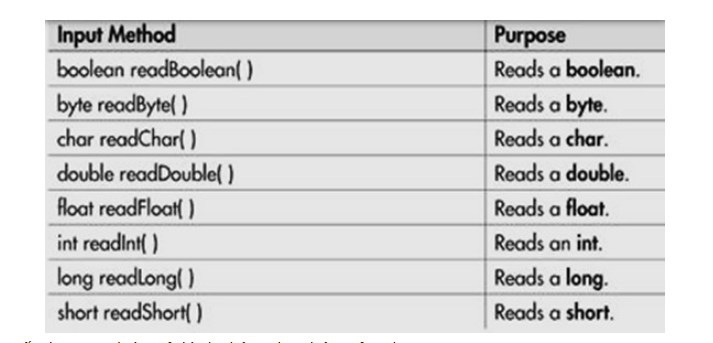 Input Method Purpose
boolean readBoolean( ) Reads a boolean.
byte readByte( ) Reads a byte.
char readChar( ) Reads a char.
double readDouble( ) Reads a double.
float readFloat( ) Reads a float.
int readInt( ) Reads an int.
long readLong( ) Reads a long.
short readShort( ) Reads a short.